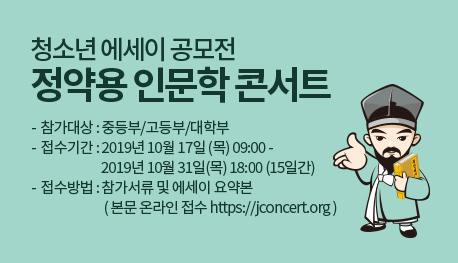 청소년 에세이 공모전
정약용 인문학 콘서트
- 참가대상 : 중등부/고등부/대학부
- 접수기간 : 2019년 10월 17일 (목) 09:00 -
2019년 10월 31일(목) 18:00 (15일간)
- 접수방법 : 참가서류 및 에세이 요약본
( 본문 온라인 접수 https://jconcert.org )